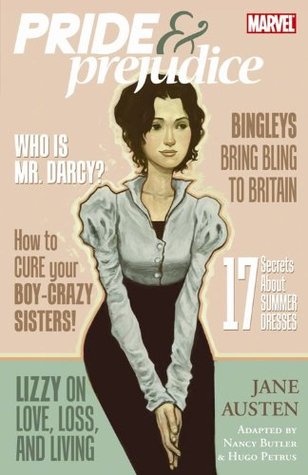 PRIDE &
prejudice
MARVEL
WHO IS
MR. DARCY?
BINGLEYS
BRING BLING
TO BRITAIN
How to
CURE your
BOY-CRAZY
SISTERS!
17 Secrets
About
SUMMER
DRESSES
LIZZY ON
LOVE, LOSS,
AND LIVING
JANE
AUSTEN
ADAPTED BY
NANCY BUTLER
& HUGO PETRUS